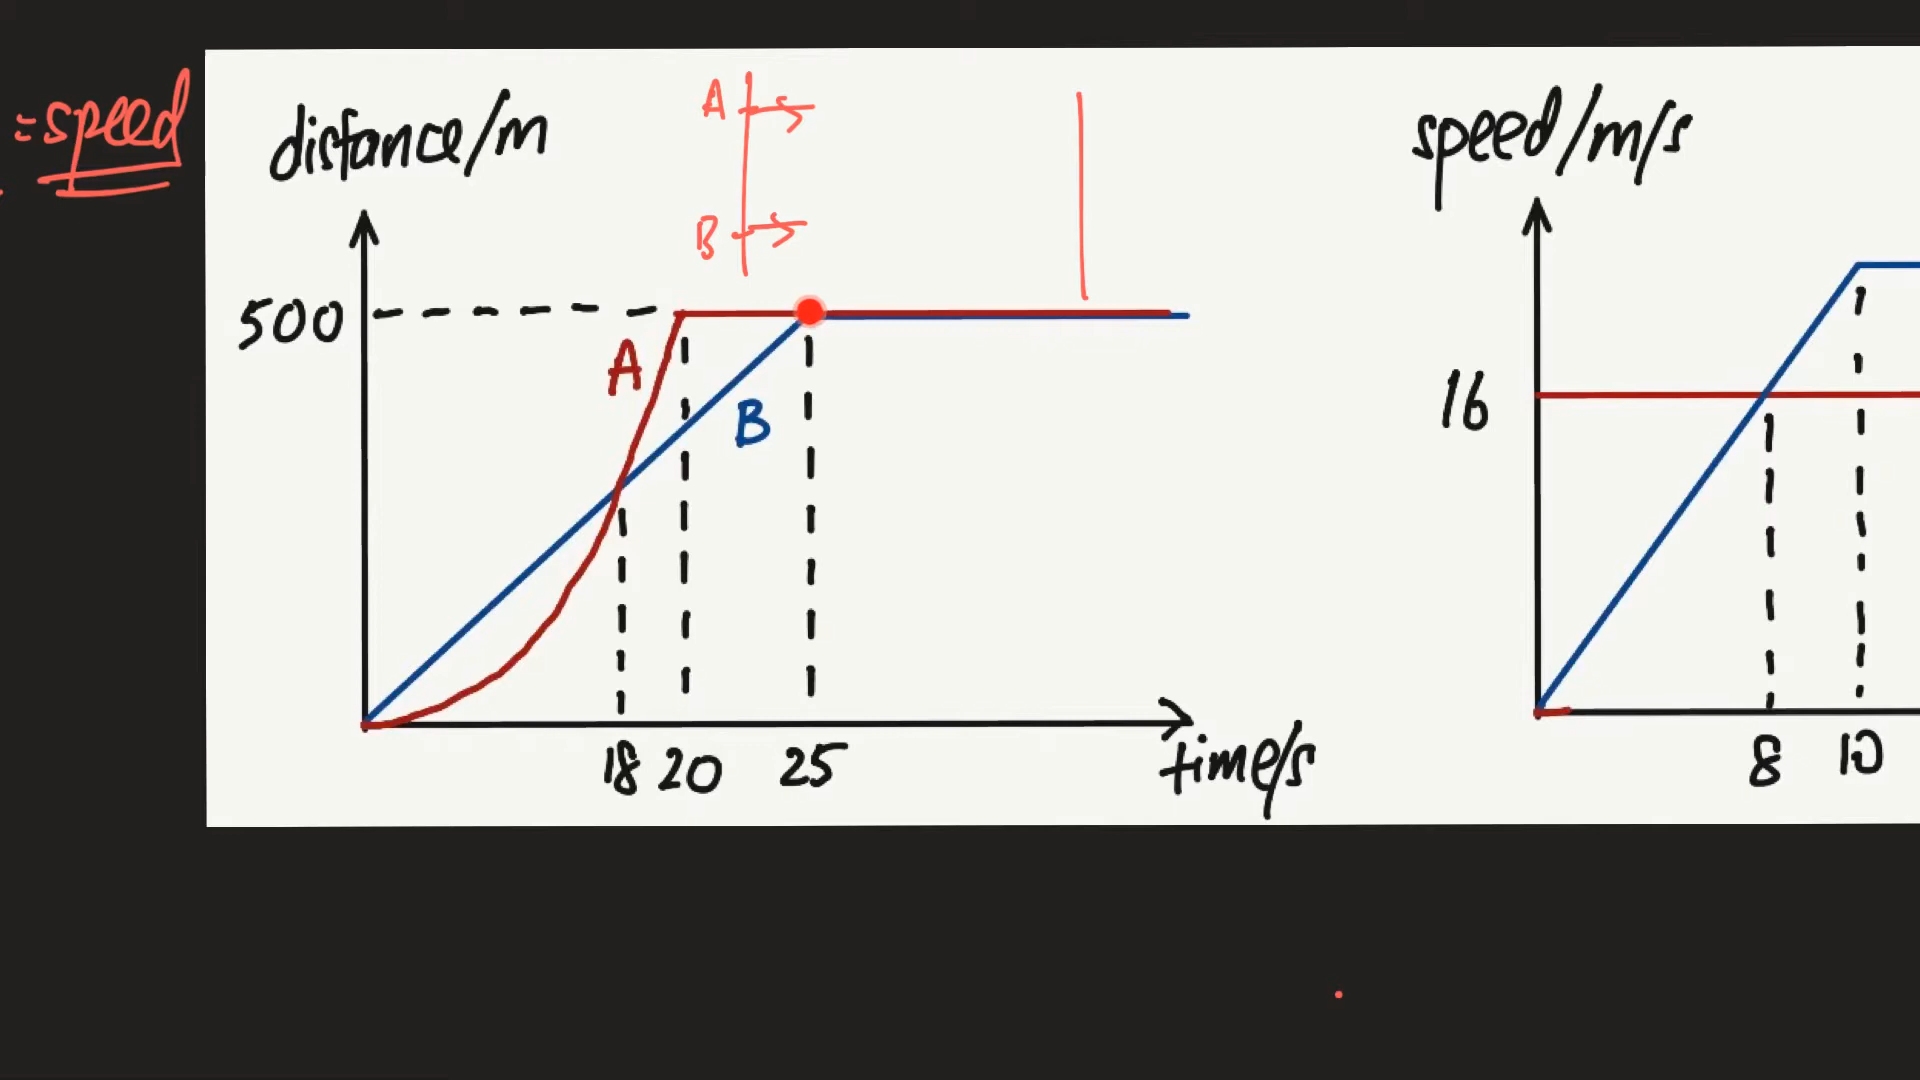 =speed
distance/m
A
B
500
A
B
18 20 25
time/s
speed/m/s
16
8 10